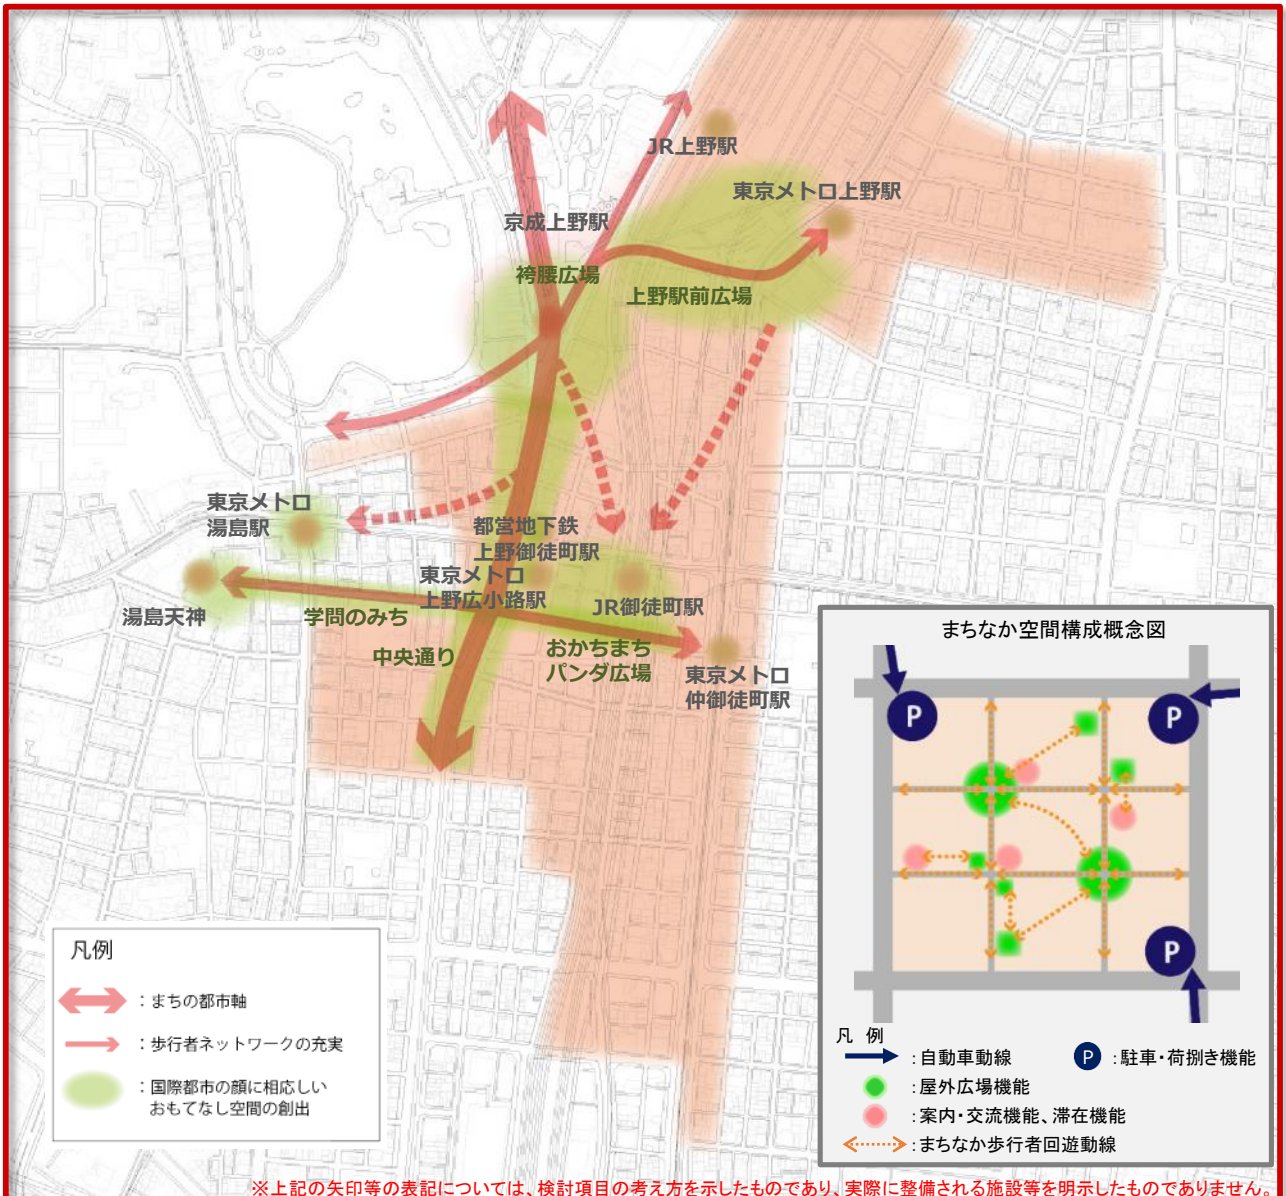 JR上野駅
東京メトロ上野駅
京成上野駅
袴腰広場
上野駅前広場
東京メトロ
湯島駅
都営地下鉄
上野御徒町駅
東京メトロ
上野広小路駅
JR御徒町駅
湯島天神
学問のみち
中央通り
おかちまち
パンダ広場
東京メトロ
仲御徒町駅
凡例
：まちの都市軸
：歩行者ネットワークの充実
：国際都市の顔に相応しい
おもてなし空間の創出
まちなか空間構成概念図
P
P
P
凡 例
：自動車動線
P ：駐車・荷捌き機能
：屋外広場機能
：案内・交流機能、滞在機能
：まちなか歩行者回遊動線
※上記の矢印等の表記については、検討項目の考え方を示したものであり、実際に整備される施設等を明示したものでありません。